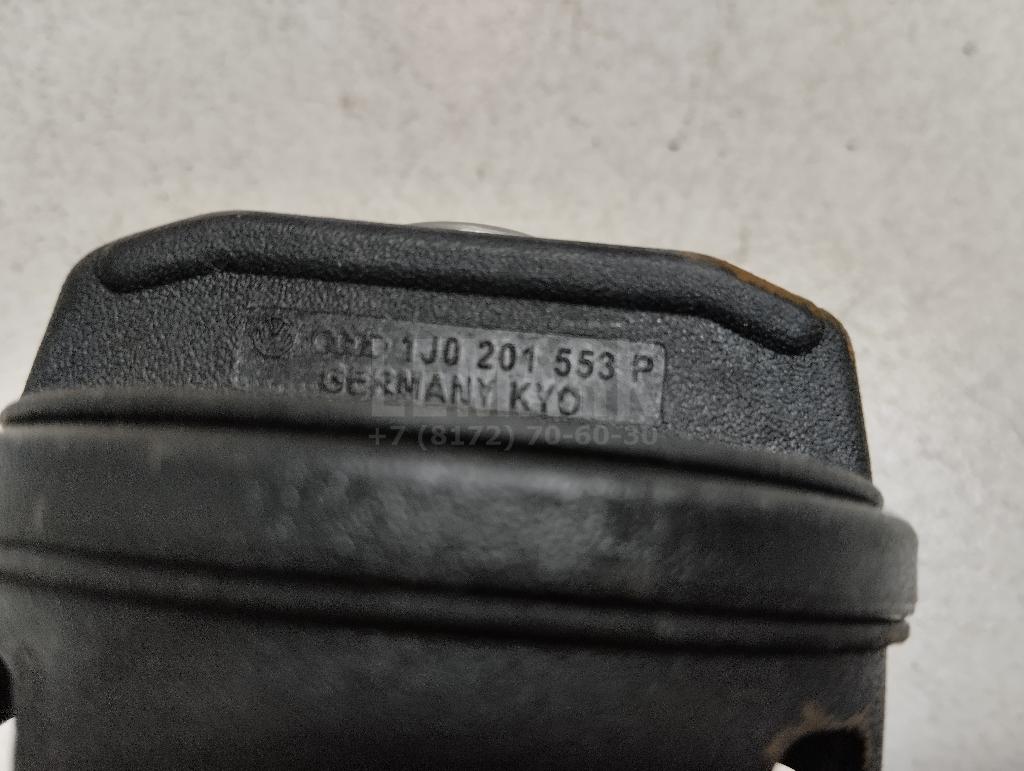 1J0 201 553 P
GERMANY KYO
+7 (8172) 70-60-30